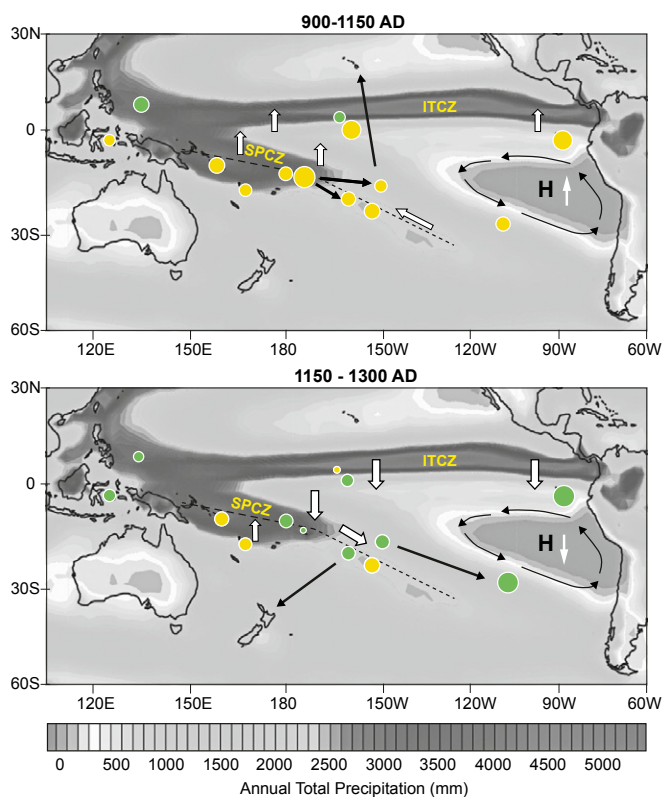 900-1150 AD
30N
0
30S
60S
ITCZ
SPCZ
H
120E 150E 180 150W 120W 90W 60W
1150 - 1300 AD
30N
0
30S
60S
ITCZ
SPCZ
H
120E 150E 180 150W 120W 90W 60W
0 500 1000 1500 2000 2500 3000 3500 4000 4500 5000
Annual Total Precipitation (mm)